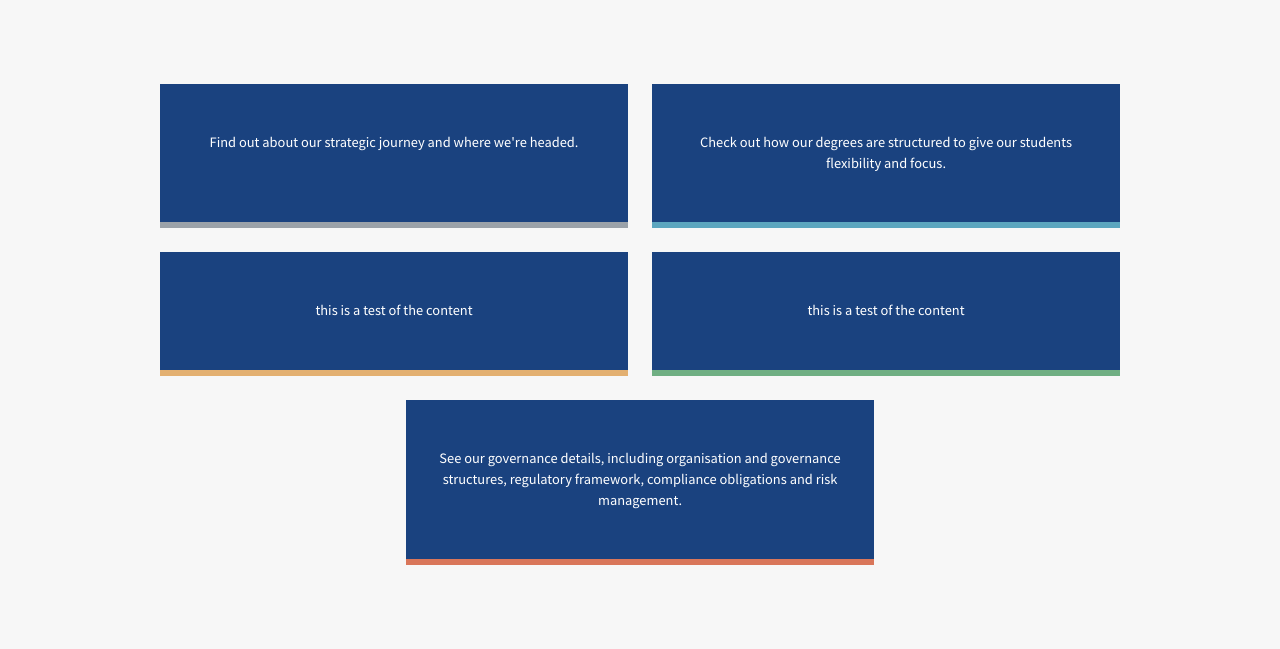 Find out about our strategic journey and where we're headed.
Check out how our degrees are structured to give our students
flexibility and focus.
this is a test of the content
this is a test of the content
See our governance details, including organisation and governance
structures, regulatory framework, compliance obligations and risk
management.